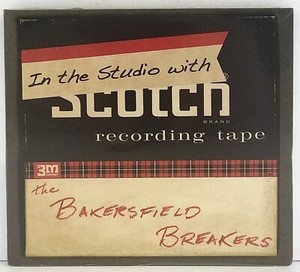 In the Studio with
Scotch®
BRAND
recording tape
3M
the
BAKERSFIELD
BREAKERS